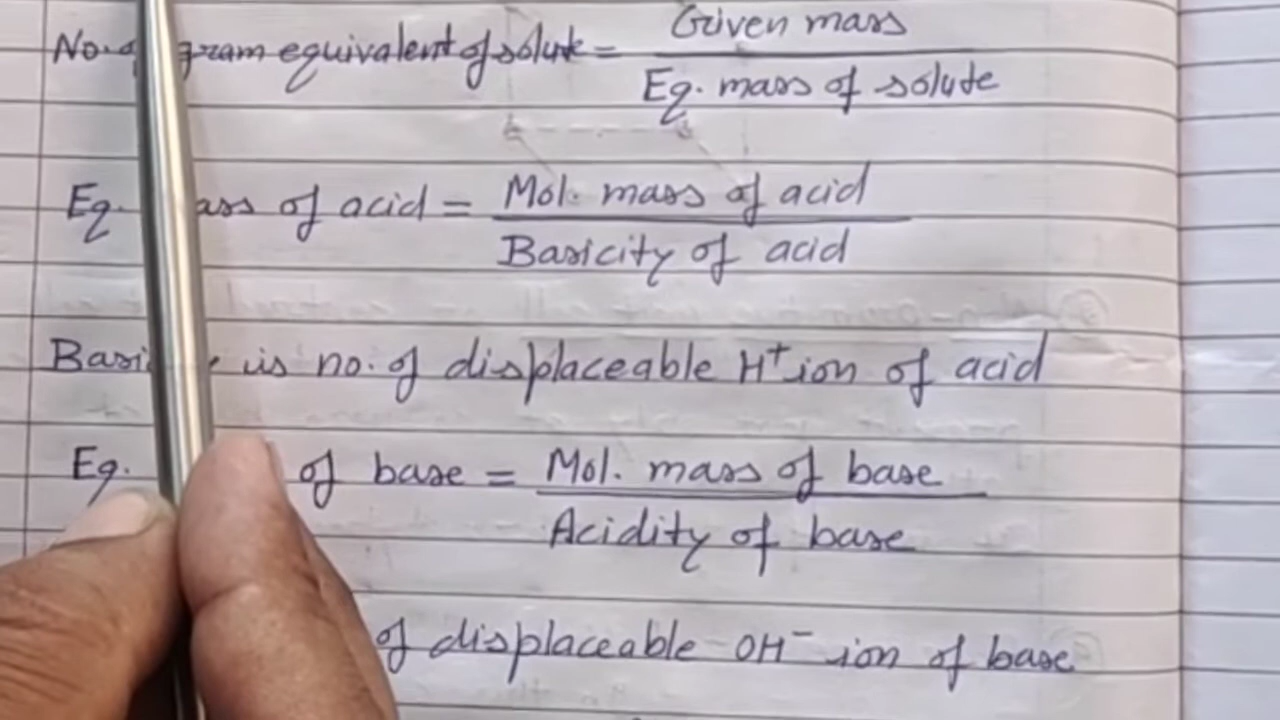 No. of gram equivalent of solute = Given mass / Eq. mass of solute
Eq. mass of acid = Mol. mass of acid / Basicity of acid
is no. of displaceable H⁺ ion of acid
Eq. of base = Mol. mass of base / Acidity of base
of displaceable OH⁻ ion of base